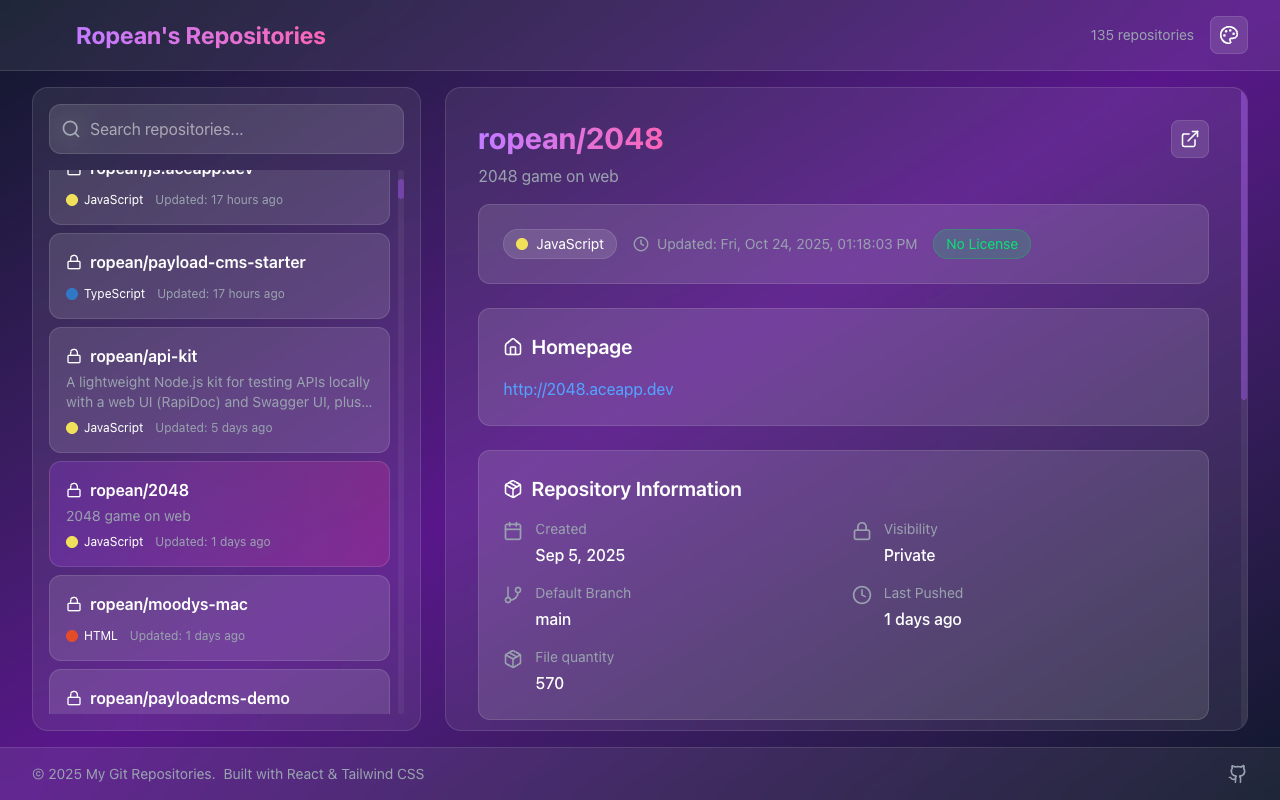 Ropean's Repositories
135 repositories
Search repositories...
ropean/js.aceapp.dev
JavaScript Updated: 17 hours ago
ropean/payload-cms-starter
TypeScript Updated: 17 hours ago
ropean/api-kit
A lightweight Node.js kit for testing APIs locally
with a web UI (RapiDoc) and Swagger UI, plus...
JavaScript Updated: 5 days ago
ropean/2048
2048 game on web
JavaScript Updated: 1 days ago
ropean/moodys-mac
HTML Updated: 1 days ago
ropean/payloadcms-demo
ropean/2048
2048 game on web
JavaScript Updated: Fri, Oct 24, 2025, 01:18:03 PM No License
Homepage
http://2048.aceapp.dev
Repository Information
Created
Sep 5, 2025
Visibility
Private
Default Branch
main
Last Pushed
1 days ago
File quantity
570
© 2025 My Git Repositories. Built with React & Tailwind CSS